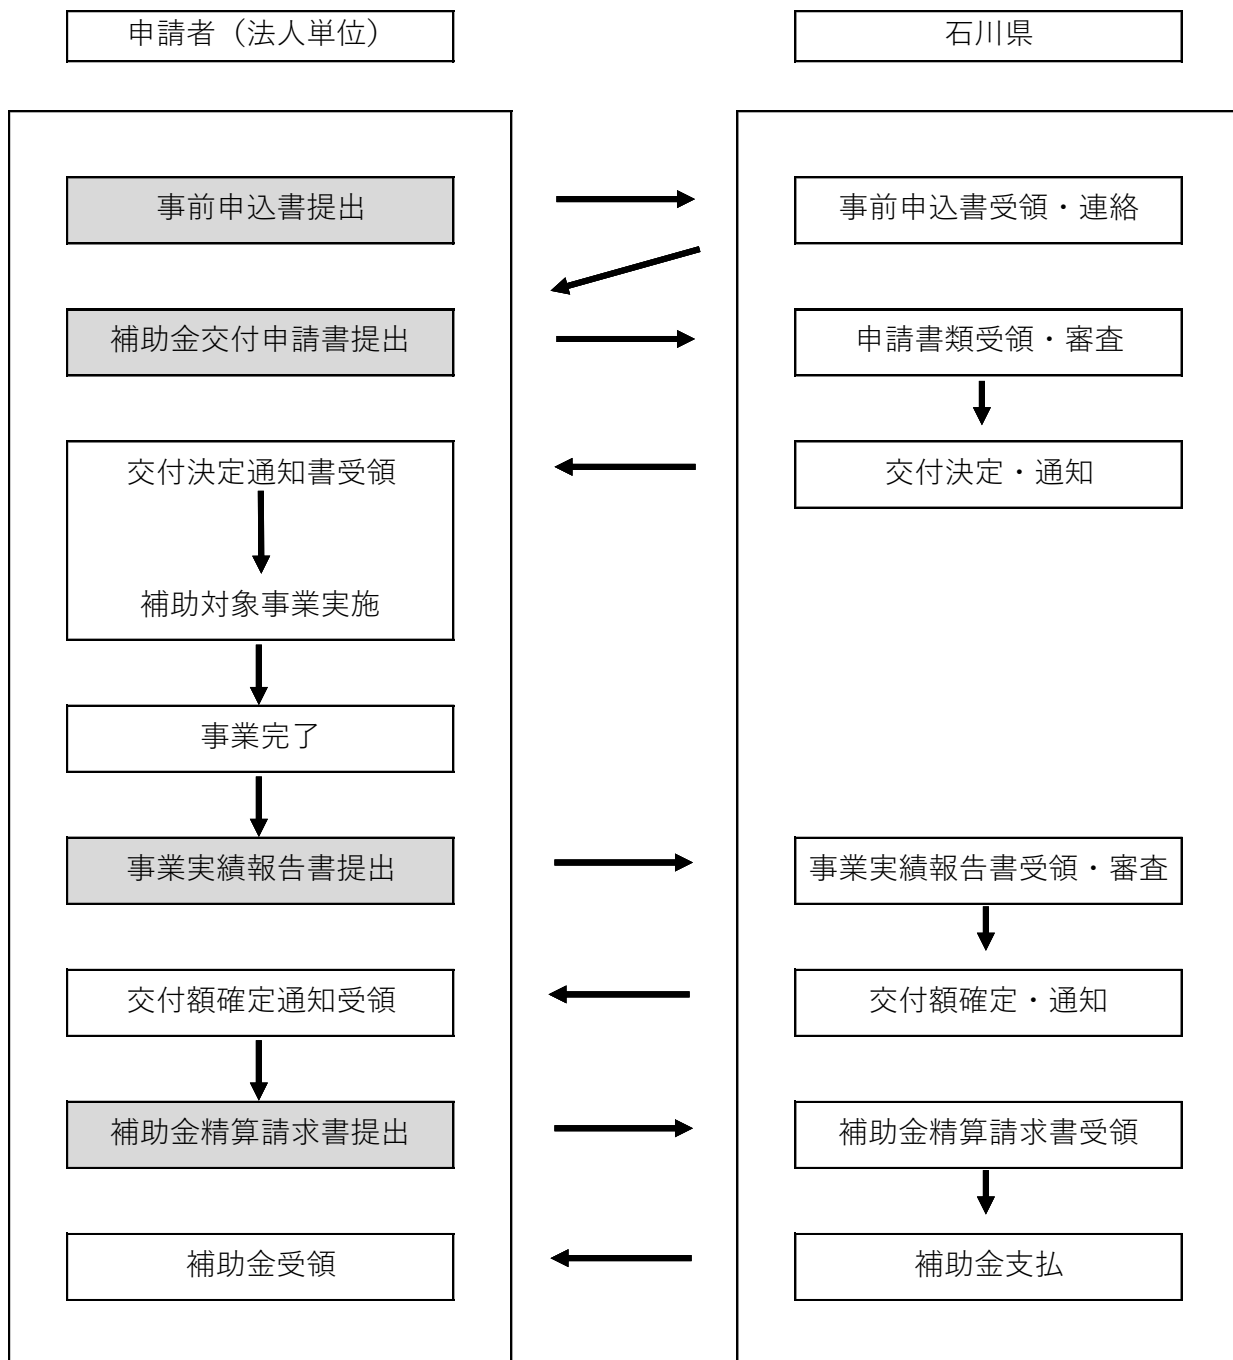 申請者（法人単位）
石川県
事前申込書提出
事前申込書受領・連絡
補助金交付申請書提出
申請書類受領・審査
交付決定通知書受領
交付決定・通知
補助対象事業実施
事業完了
事業実績報告書提出
事業実績報告書受領・審査
交付額確定通知受領
交付額確定・通知
補助金精算請求書提出
補助金精算請求書受領
補助金受領
補助金支払